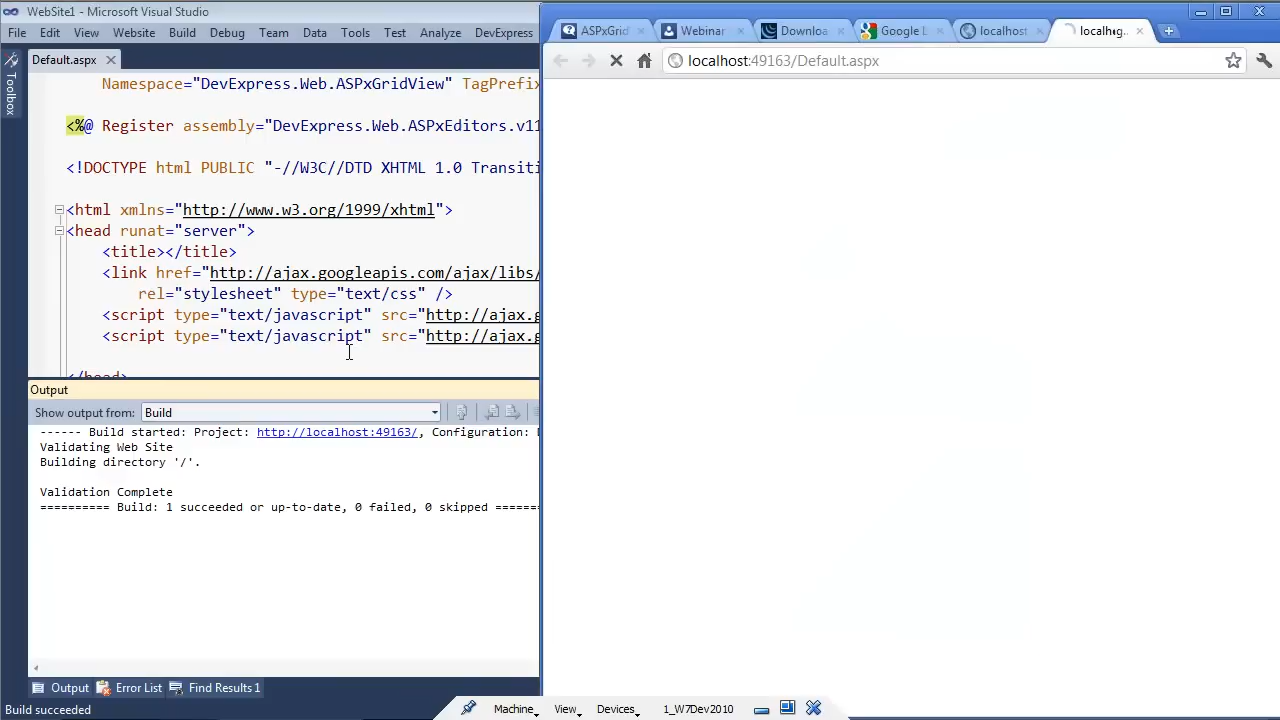 WebSite1 - Microsoft Visual Studio
File Edit View Website Build Debug Team Data Tools Test Analyze DevExpress
Toolbox
Default.aspx
Namespace="DevExpress.Web.ASPxGridView" TagPrefix
<%@ Register assembly="DevExpress.Web.ASPxEditors.v11
<!DOCTYPE html PUBLIC "-//W3C//DTD XHTML 1.0 Transiti
<html xmlns="http://www.w3.org/1999/xhtml">
<head runat="server">
<title></title>
<link href="http://ajax.googleapis.com/ajax/libs/
rel="stylesheet" type="text/css" />
<script type="text/javascript" src="http://ajax.g
<script type="text/javascript" src="http://ajax.g
</head>
Output
Show output from: Build
------ Build started: Project: http://localhost:49163/, Configuration:
Validating Web Site
Building directory '/'.
Validation Complete
========== Build: 1 succeeded or up-to-date, 0 failed, 0 skipped =======
Output Error List Find Results 1
Build succeeded
ASPxGri Webinar Downloa Google localhost localh
localhost:49163/Default.aspx
Machine View Devices 1_W7Dev2010